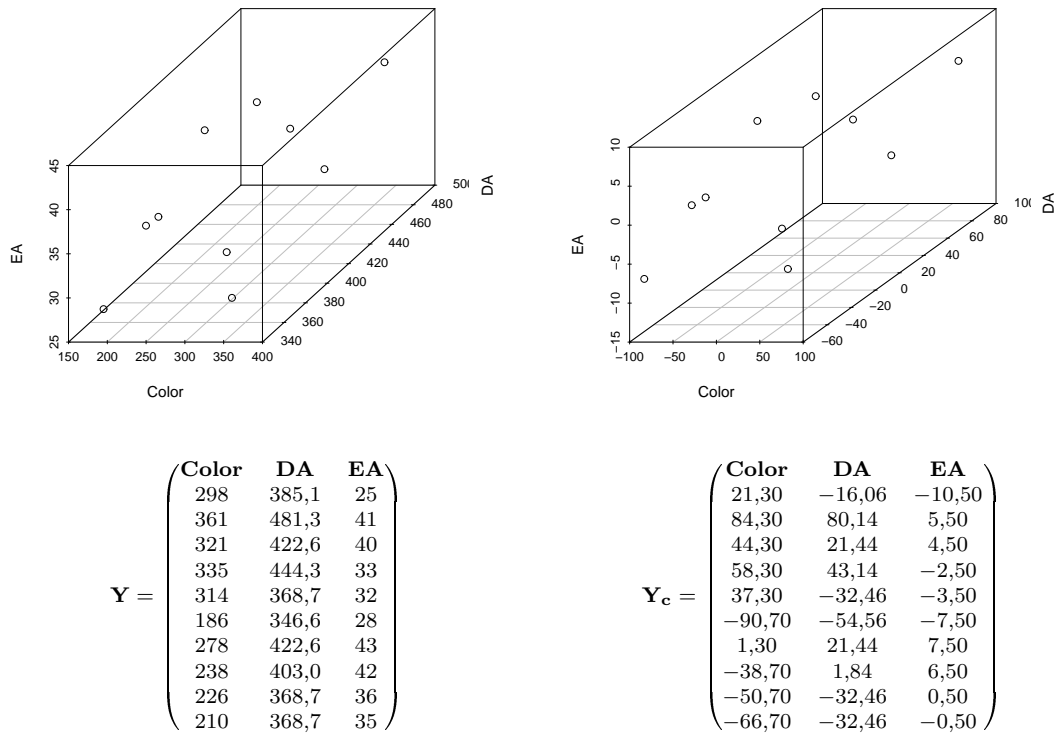 45
40
35
30
25
EA
150 200 250 300 350 400
Color
340
360
380
400
420
440
460
480
500
DA
10
5
0
−5
−10
−15
EA
−100 −50 0 50 100
Color
−60
−40
−20
0
20
40
60
80
100
DA
Y =
Color DA EA
298 385,1 25
361 481,3 41
321 422,6 40
335 444,3 33
314 368,7 32
186 346,6 28
278 422,6 43
238 403,0 42
226 368,7 36
210 368,7 35
Yc =
Color DA EA
21,30 −16,06 −10,50
84,30 80,14 5,50
44,30 21,44 4,50
58,30 43,14 −2,50
37,30 −32,46 −3,50
−90,70 −54,56 −7,50
1,30 21,44 7,50
−38,70 1,84 6,50
−50,70 −32,46 0,50
−66,70 −32,46 −0,50